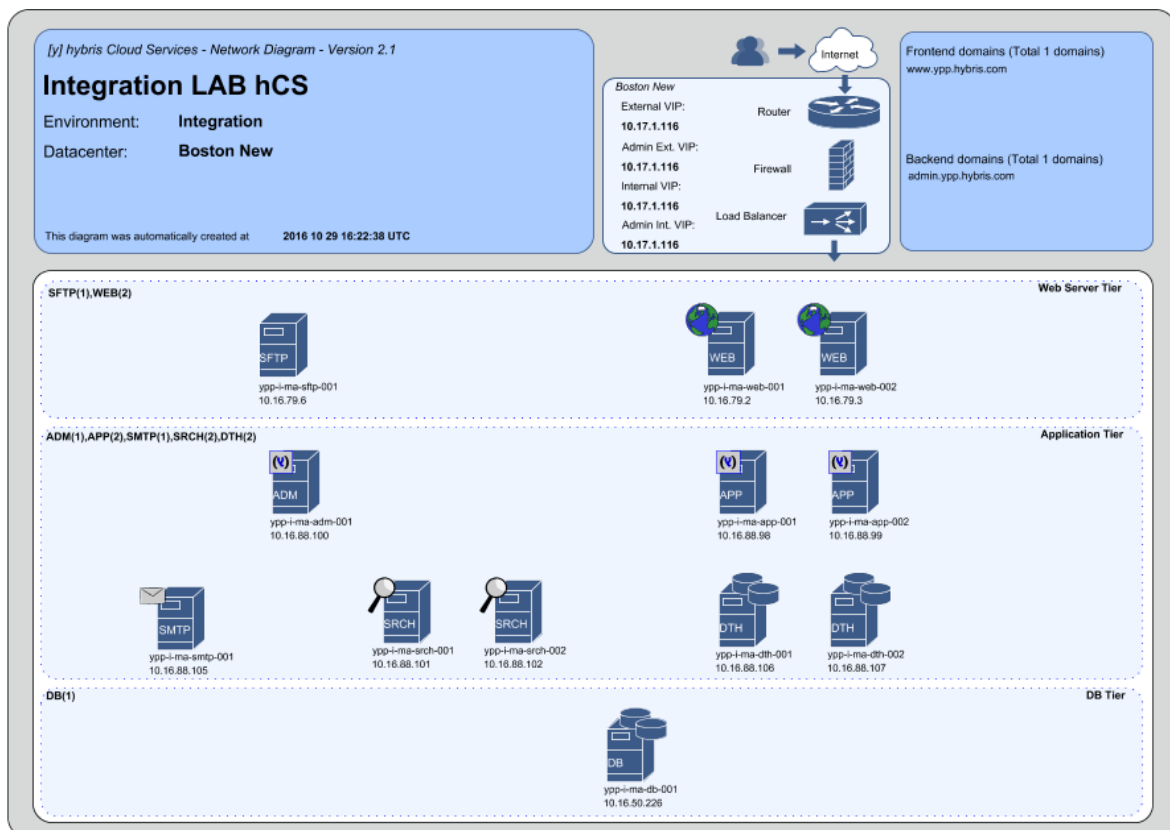 [y] hybris Cloud Services - Network Diagram - Version 2.1
Integration LAB hCS
Environment: Integration
Datacenter: Boston New
This diagram was automatically created at 2016 10 29 16:22:38 UTC
Internet
Boston New
External VIP:
10.17.1.116
Admin Ext. VIP:
10.17.1.116
Internal VIP:
10.17.1.116
Admin Int. VIP:
10.17.1.116
Router
Firewall
Load Balancer
Frontend domains (Total 1 domains)
www.ypp.hybris.com
Backend domains (Total 1 domains)
admin.ypp.hybris.com
SFTP(1),WEB(2)
Web Server Tier
SFTP
ypp-i-ma-sftp-001
10.16.79.6
WEB
ypp-i-ma-web-001
10.16.79.2
WEB
ypp-i-ma-web-002
10.16.79.3
ADM(1),APP(2),SMTP(1),SRCH(2),DTH(2)
Application Tier
(y)
ADM
ypp-i-ma-adm-001
10.16.88.100
(y)
APP
ypp-i-ma-app-001
10.16.88.98
(y)
APP
ypp-i-ma-app-002
10.16.88.99
SMTP
ypp-i-ma-smtp-001
10.16.88.105
SRCH
ypp-i-ma-srch-001
10.16.88.101
SRCH
ypp-i-ma-srch-002
10.16.88.102
DTH
ypp-i-ma-dth-001
10.16.88.106
DTH
ypp-i-ma-dth-002
10.16.88.107
DB(1)
DB Tier
DB
ypp-i-ma-db-001
10.16.50.226